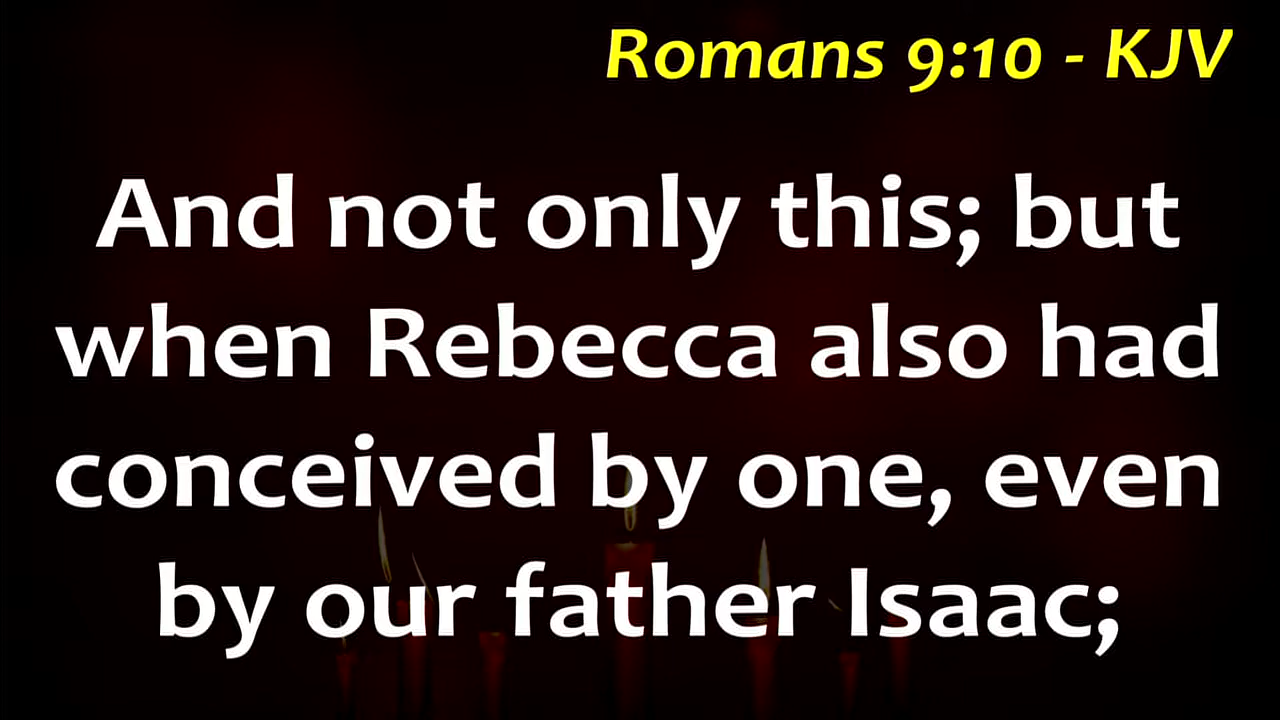 Romans 9:10 - KJV
And not only this; but
when Rebecca also had
conceived by one, even
by our father Isaac;